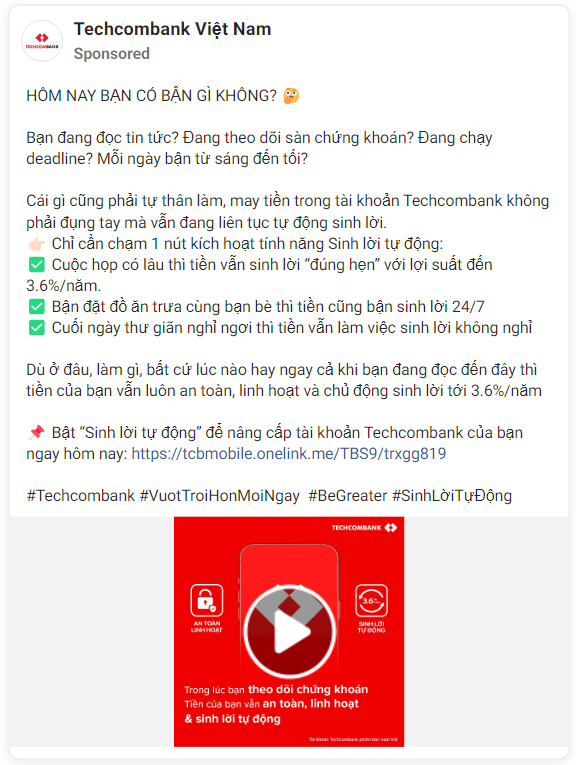 Techcombank Việt Nam
TECHCOMBANK
Sponsored
HÔM NAY BẠN CÓ BẬN GÌ KHÔNG? 🤔
Bạn đang đọc tin tức? Đang theo dõi sàn chứng khoán? Đang chạy
deadline? Mỗi ngày bận từ sáng đến tối?
Cái gì cũng phải tự thân làm, may tiền trong tài khoản Techcombank không
phải đụng tay mà vẫn đang liên tục tự động sinh lời.
👉🏻 Chỉ cần chạm 1 nút kích hoạt tính năng Sinh lời tự động:
✅ Cuộc họp có lâu thì tiền vẫn sinh lời “đúng hẹn” với lợi suất đến
3.6%/năm.
✅ Bận đặt đồ ăn trưa cùng bạn bè thì tiền cũng bận sinh lời 24/7
✅ Cuối ngày thư giãn nghỉ ngơi thì tiền vẫn làm việc sinh lời không nghỉ
Dù ở đâu, làm gì, bất cứ lúc nào hay ngay cả khi bạn đang đọc đến đây thì
tiền của bạn vẫn luôn an toàn, linh hoạt và chủ động sinh lời tới 3.6%/năm
📌 Bật “Sinh lời tự động” để nâng cấp tài khoản Techcombank của bạn
ngay hôm nay: https://tcbmobile.onelink.me/TBS9/trxgg819
#Techcombank #VuotTroiHonMoiNgay #BeGreater #SinhLờiTựĐộng
TECHCOMBANK
3.6%
AN TOÀN
LINH HOẠT
SINH LỜI
TỰ ĐỘNG
Trong lúc bạn theo dõi chứng khoán
Tiền của bạn vẫn an toàn, linh hoạt
& sinh lời tự động
Tài khoản Techcombank phiên bản vượt trội